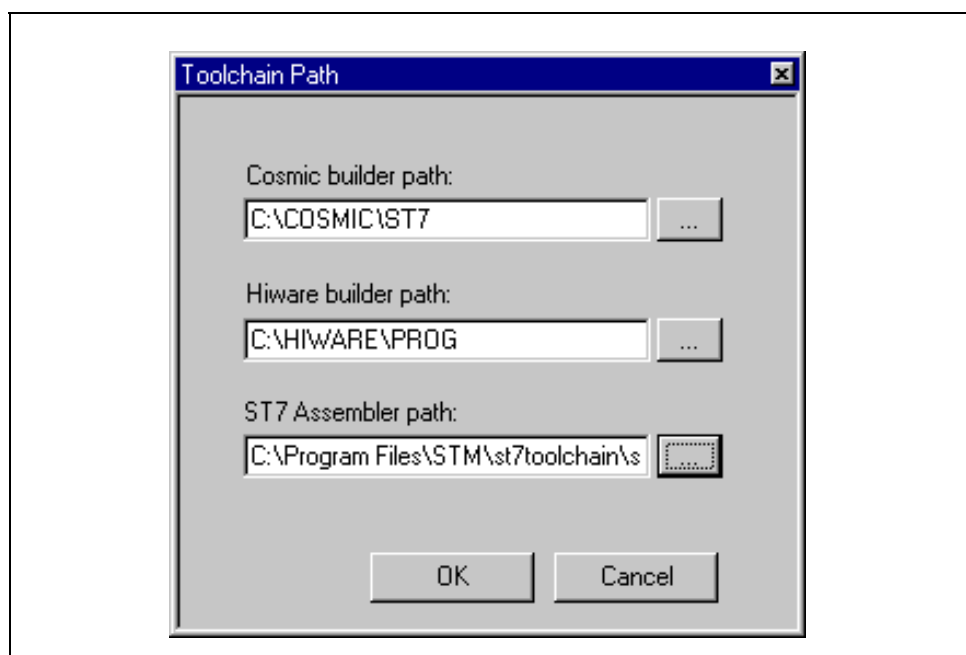 Toolchain Path
Cosmic builder path:
C:\COSMIC\ST7
...
Hiware builder path:
C:\HIWARE\PROG
...
ST7 Assembler path:
C:\Program Files\STM\st7toolchain\s
...
OK
Cancel